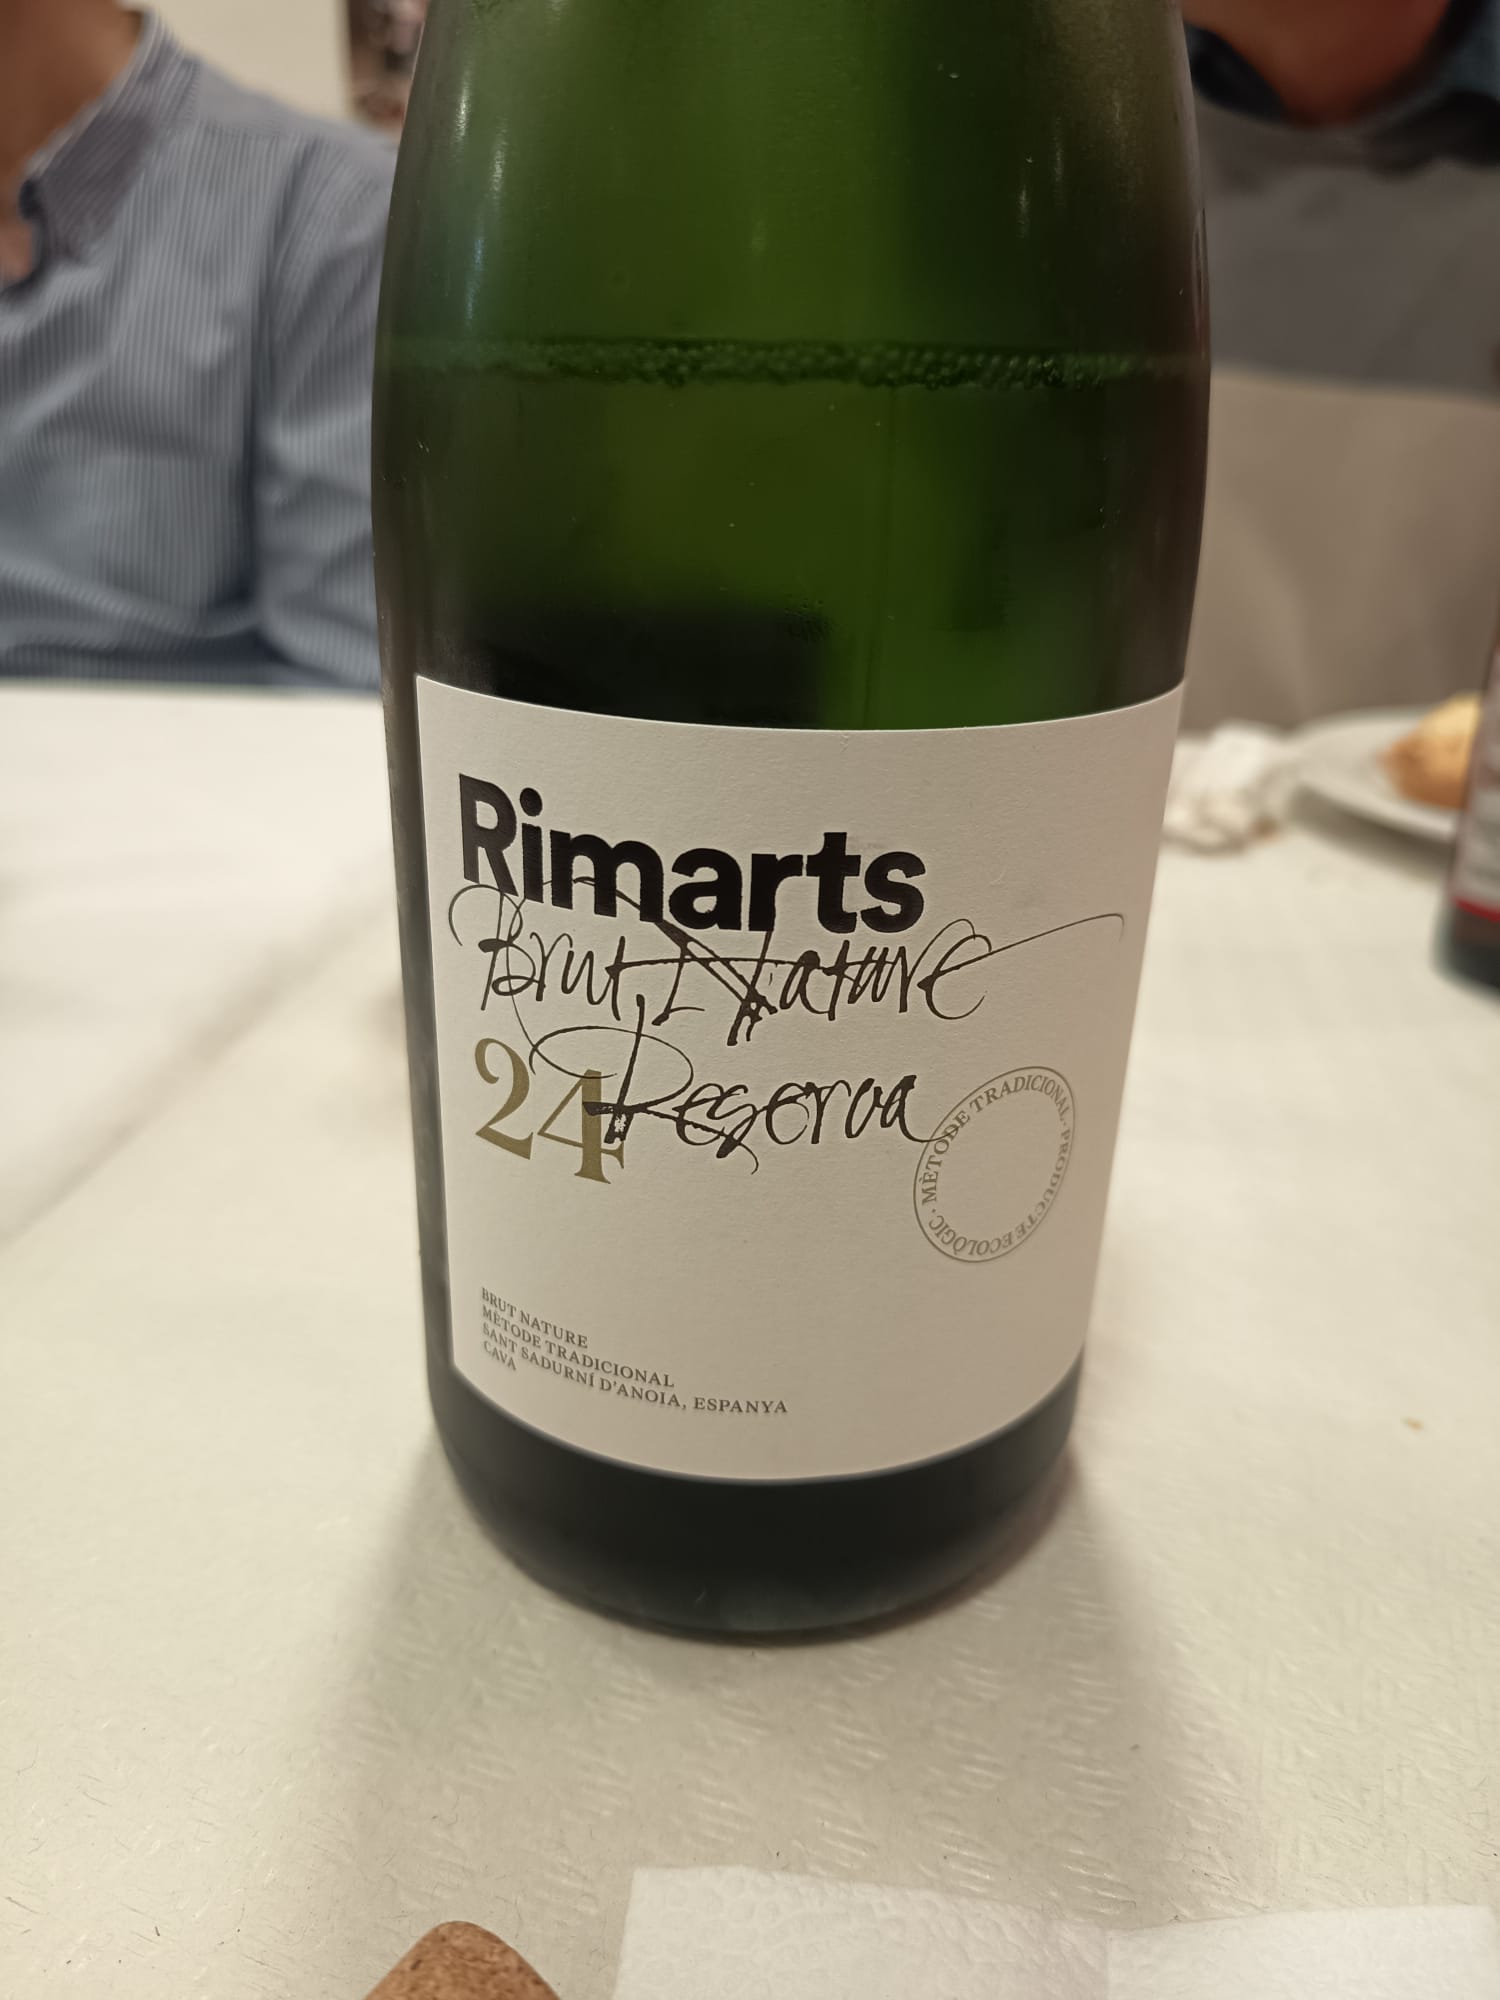 Rimarts
Brut Nature
24 Reserva
MÈTODE TRADICIONAL · PRODUCTE ECOLÒGIC ·
BRUT NATURE
MÈTODE TRADICIONAL
SANT SADURNÍ D'ANOIA, ESPANYA
CAVA